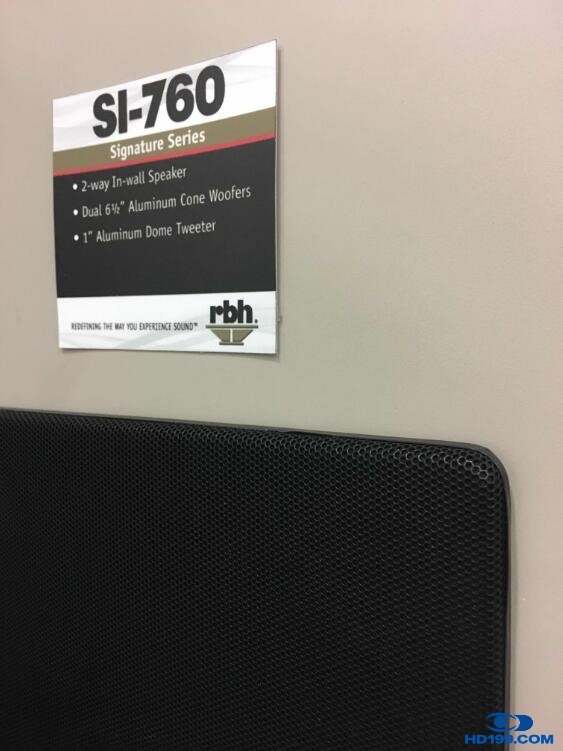 SI-760
Signature Series
• 2-way In-wall Speaker
• Dual 6½" Aluminum Cone Woofers
• 1" Aluminum Dome Tweeter
REDEFINING THE WAY YOU EXPERIENCE SOUND™
rbh.
HD199.COM